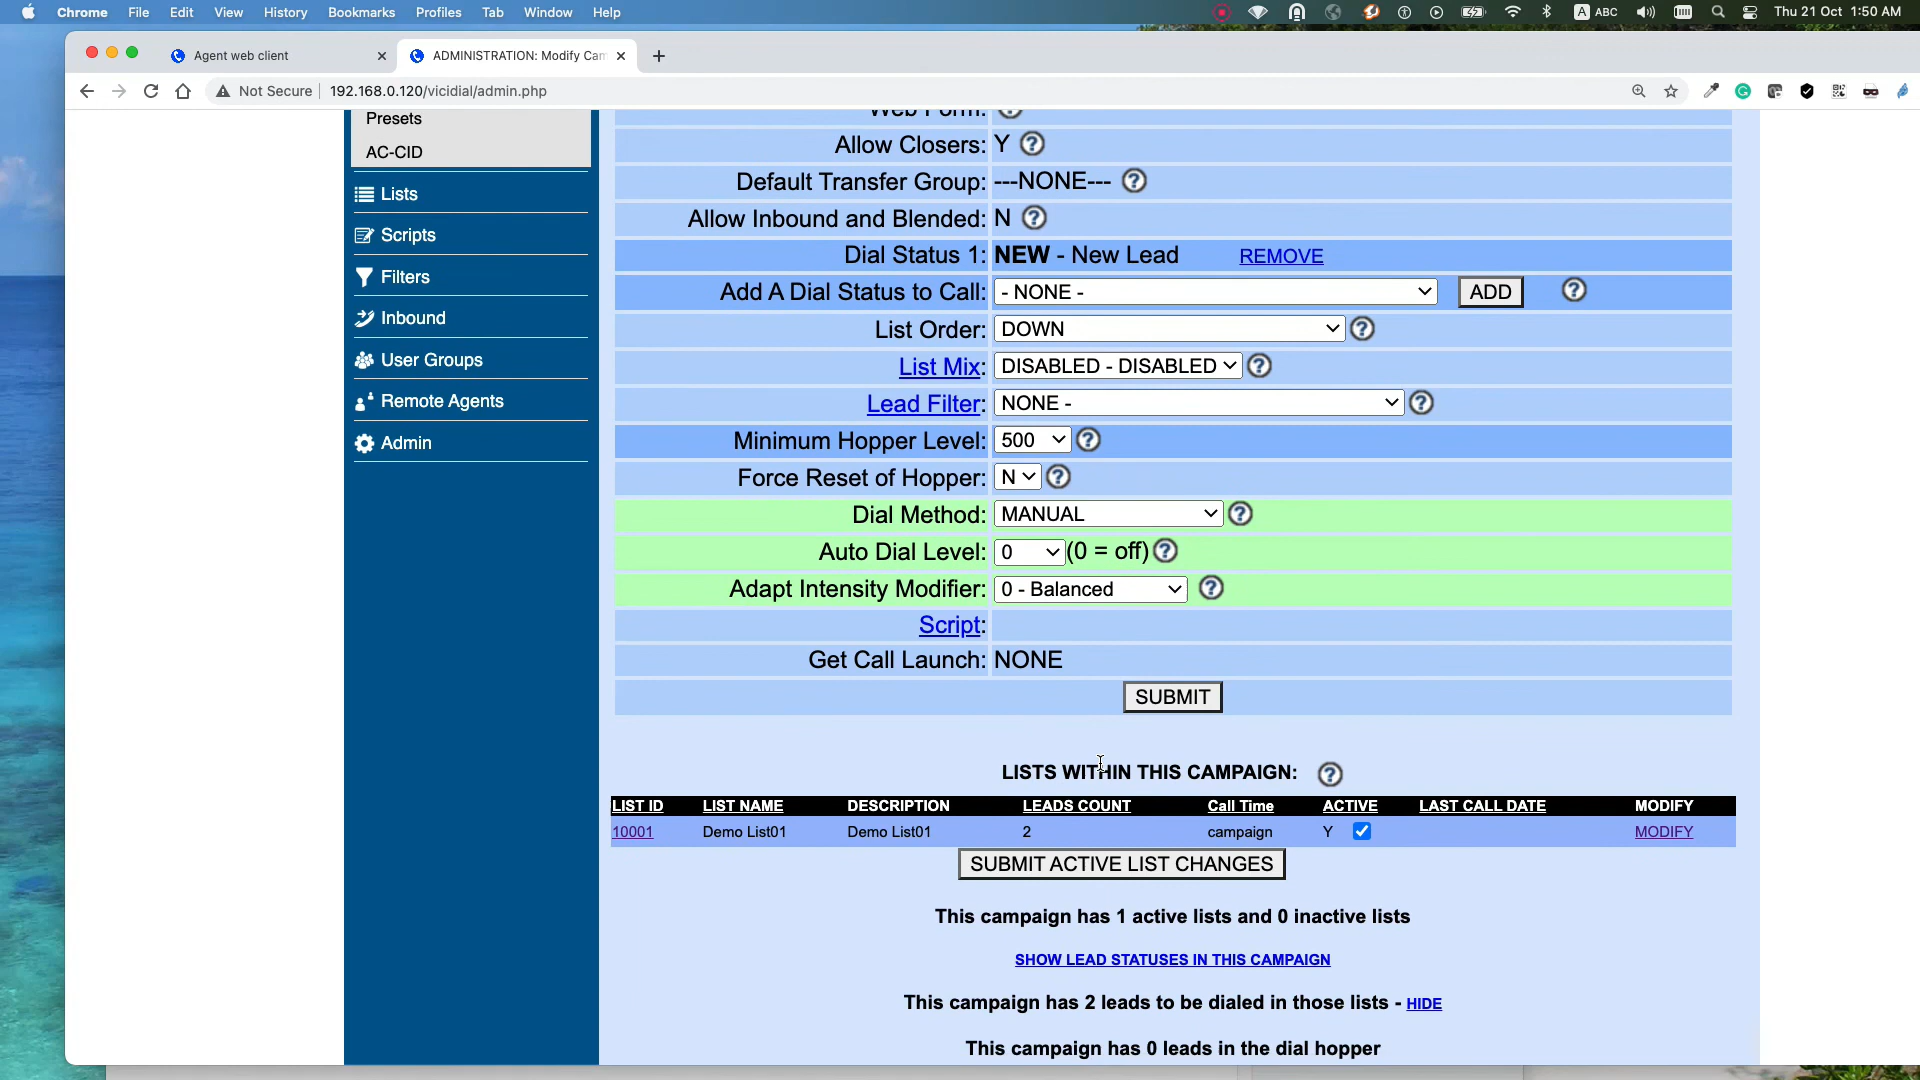 Chrome File Edit View History Bookmarks Profiles Tab Window Help A ABC Thu 21 Oct 1:50 AM
Agent web client
ADMINISTRATION: Modify Cam
Not Secure 192.168.0.120/vicidial/admin.php
Presets
AC-CID
Lists
Scripts
Filters
Inbound
User Groups
Remote Agents
Admin
Web Form:
Allow Closers: Y
Default Transfer Group: ---NONE---
Allow Inbound and Blended: N
Dial Status 1: NEW - New Lead REMOVE
Add A Dial Status to Call: - NONE - ADD
List Order: DOWN
List Mix: DISABLED - DISABLED
Lead Filter: NONE -
Minimum Hopper Level: 500
Force Reset of Hopper: N
Dial Method: MANUAL
Auto Dial Level: 0 (0 = off)
Adapt Intensity Modifier: 0 - Balanced
Script:
Get Call Launch: NONE
SUBMIT
LISTS WITHIN THIS CAMPAIGN:
LIST ID LIST NAME DESCRIPTION LEADS COUNT Call Time ACTIVE LAST CALL DATE MODIFY
10001 Demo List01 Demo List01 2 campaign Y MODIFY
SUBMIT ACTIVE LIST CHANGES
This campaign has 1 active lists and 0 inactive lists
SHOW LEAD STATUSES IN THIS CAMPAIGN
This campaign has 2 leads to be dialed in those lists - HIDE
This campaign has 0 leads in the dial hopper